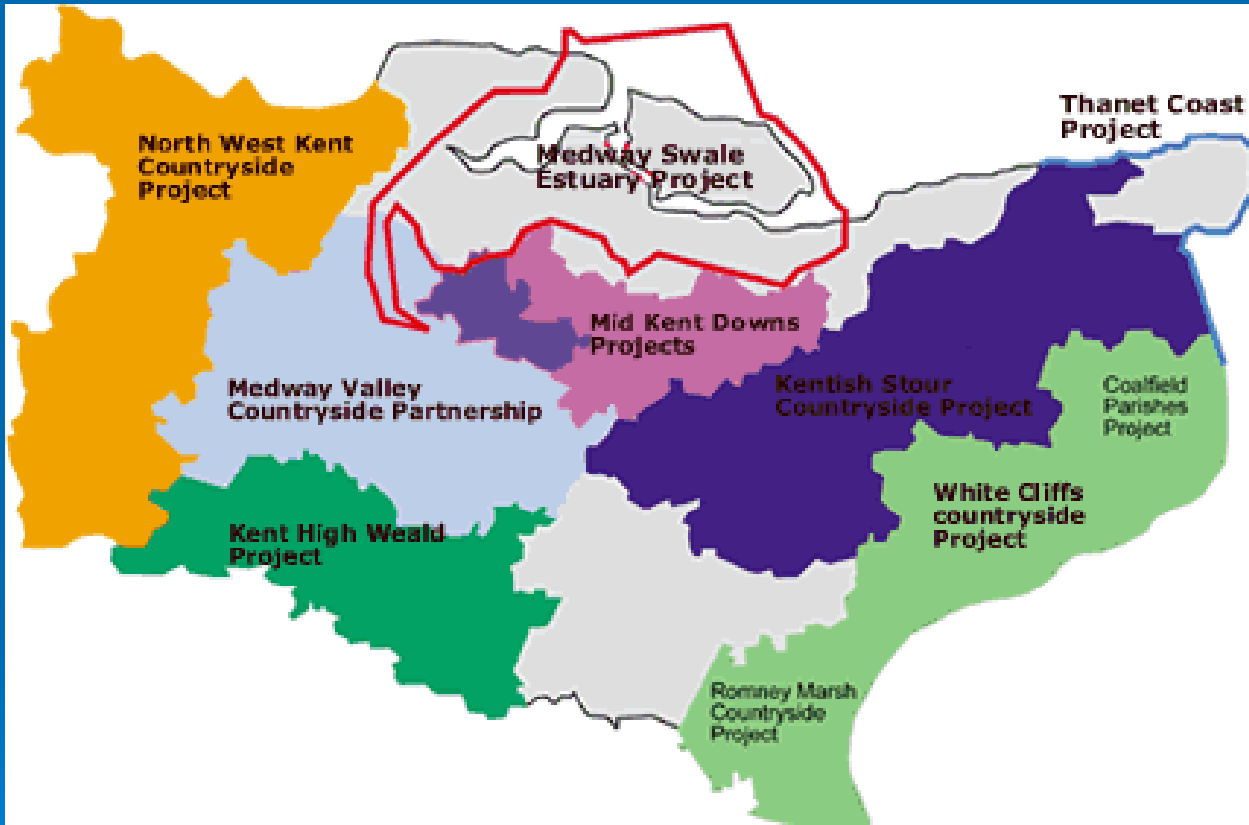 Thanet Coast
Project
North West Kent
Countryside
Project
Medway Swale
Estuary Project
Mid Kent Downs
Projects
Medway Valley
Countryside Partnership
Kentish Stour
Countryside Project
Coalfield
Parishes
Project
White Cliffs
countryside
Project
Kent High Weald
Project
Romney Marsh
Countryside
Project